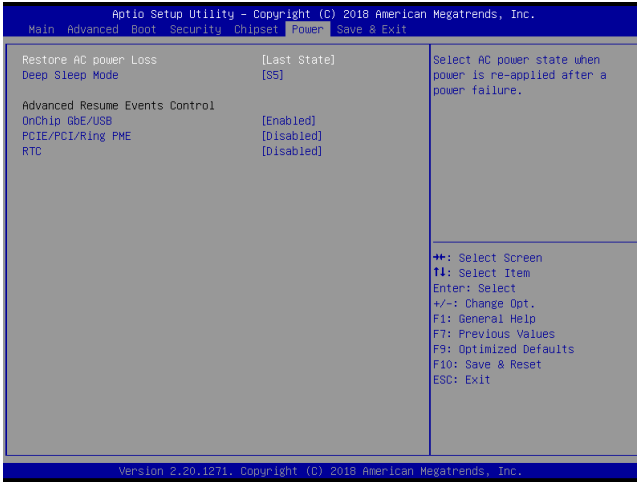 Aptio Setup Utility – Copyright (C) 2018 American Megatrends, Inc.
Main Advanced Boot Security Chipset Power Save & Exit
Restore AC power Loss [Last State]
Deep Sleep Mode [S5]
Advanced Resume Events Control
OnChip GbE/USB [Enabled]
PCIE/PCI/Ring PME [Disabled]
RTC [Disabled]
Select AC power state when
power is re-applied after a
power failure.
→←: Select Screen
↑↓: Select Item
Enter: Select
+/-: Change Opt.
F1: General Help
F7: Previous Values
F9: Optimized Defaults
F10: Save & Reset
ESC: Exit
Version 2.20.1271. Copyright (C) 2018 American Megatrends, Inc.